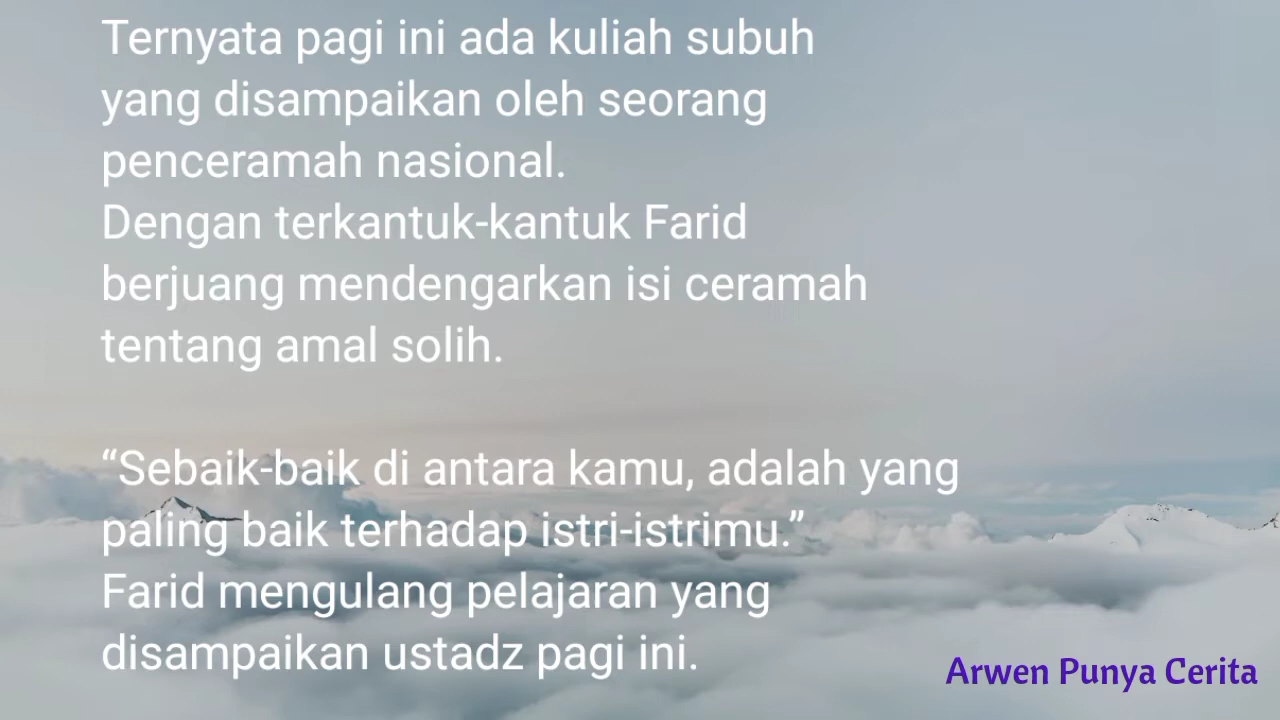 Ternyata pagi ini ada kuliah subuh
yang disampaikan oleh seorang
penceramah nasional.
Dengan terkantuk-kantuk Farid
berjuang mendengarkan isi ceramah
tentang amal solih.
“Sebaik-baik di antara kamu, adalah yang
paling baik terhadap istri-istrimu.”
Farid mengulang pelajaran yang
disampaikan ustadz pagi ini.
Arwen Punya Cerita